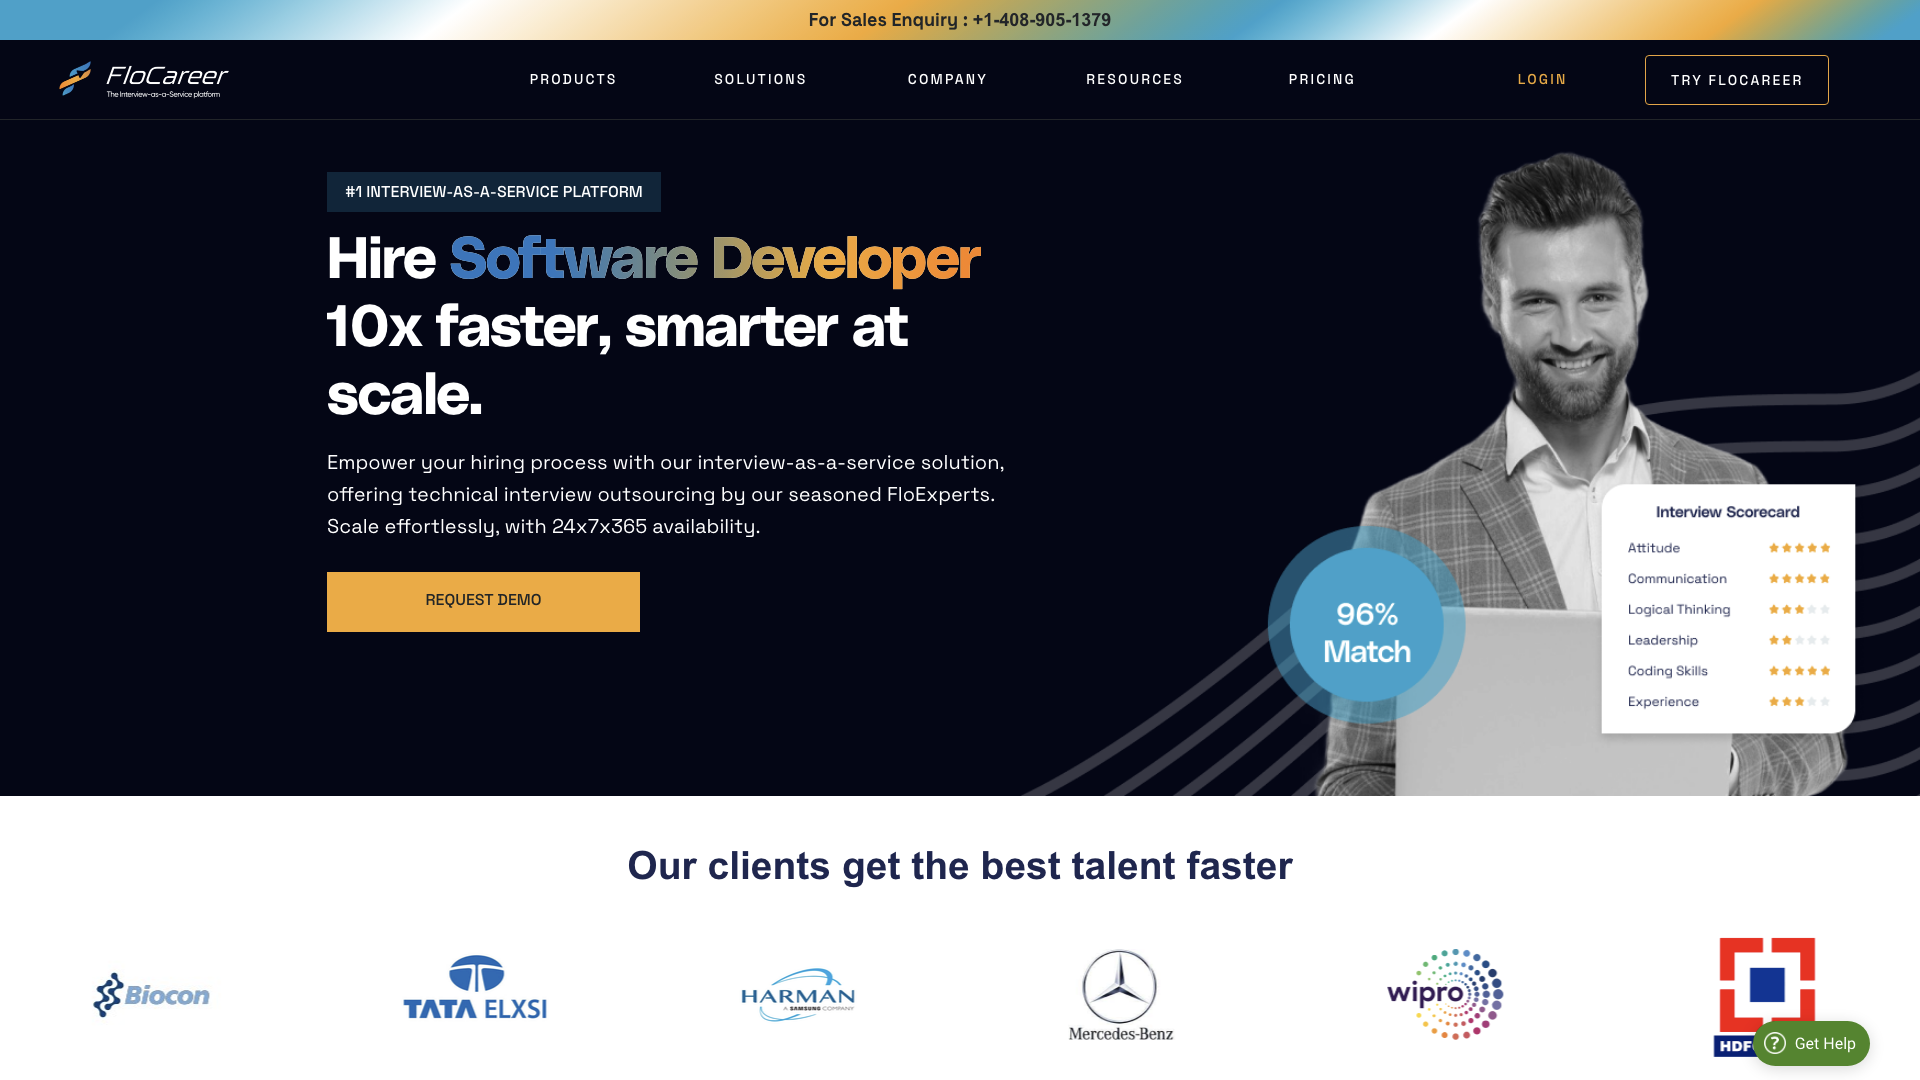 For Sales Enquiry : +1-408-905-1379
FloCareer
The Interview-as-a-Service platform
PRODUCTS
SOLUTIONS
COMPANY
RESOURCES
PRICING
LOGIN
TRY FLOCAREER
#1 INTERVIEW-AS-A-SERVICE PLATFORM
Hire Software Developer
10x faster, smarter at
scale.
Empower your hiring process with our interview-as-a-service solution,
offering technical interview outsourcing by our seasoned FloExperts.
Scale effortlessly, with 24x7x365 availability.
REQUEST DEMO
96%
Match
Interview Scorecard
Attitude
Communication
Logical Thinking
Leadership
Coding Skills
Experience
Our clients get the best talent faster
Biocon
TATA ELXSI
HARMAN
A SAMSUNG COMPANY
Mercedes-Benz
wipro
Get Help